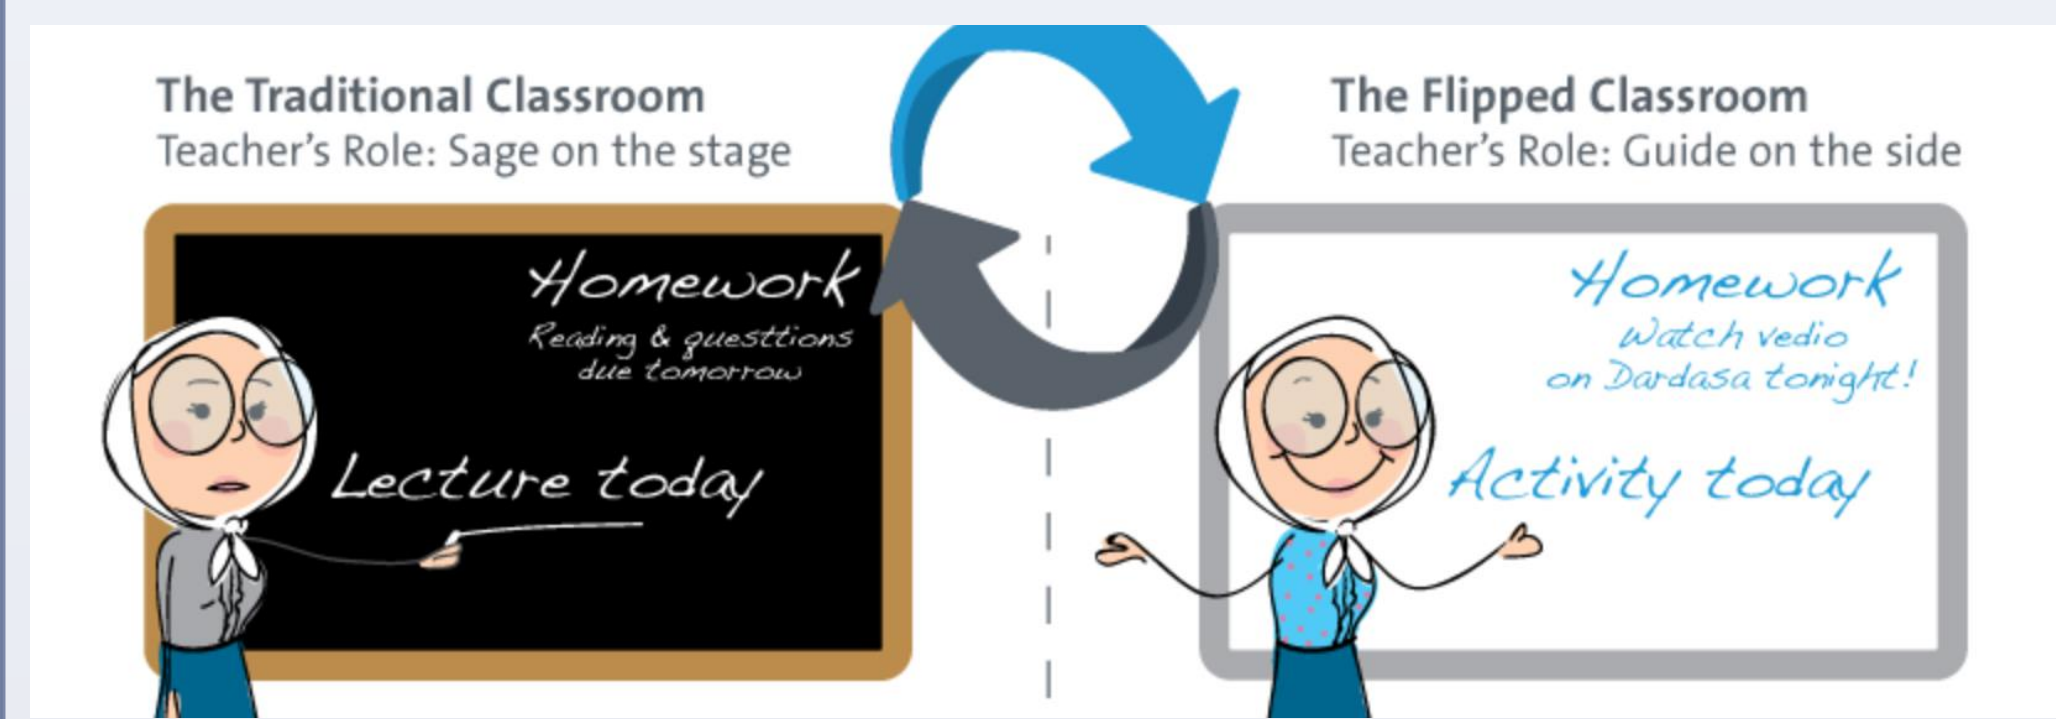 The Traditional Classroom
Teacher's Role: Sage on the stage
Homework
Reading & questtions
due tomorrow
Lecture today
The Flipped Classroom
Teacher's Role: Guide on the side
Homework
Watch vedio
on Dardasa tonight!
Activity today